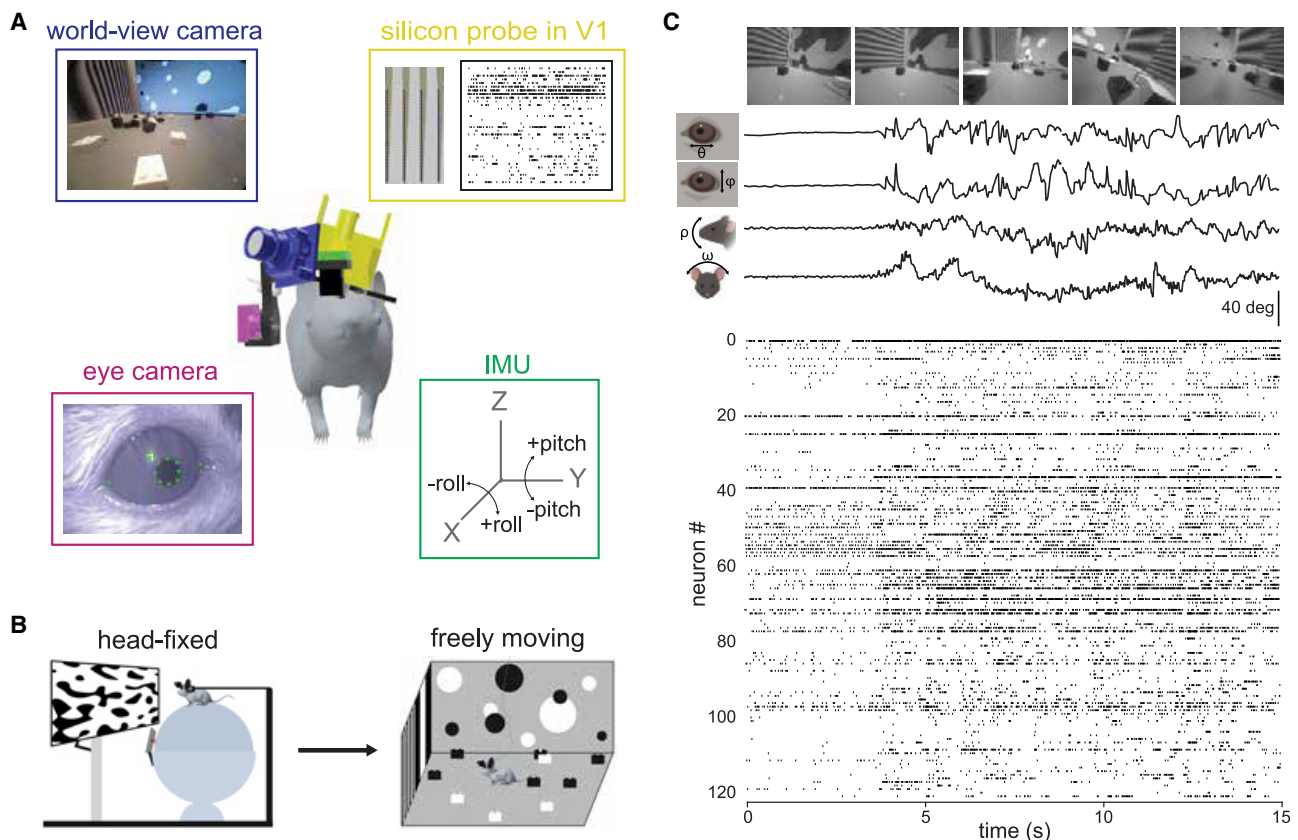 A
world-view camera
silicon probe in V1
eye camera
IMU
Z
+pitch
Y
-roll
-pitch
X
+roll
B
head-fixed
freely moving
C
θ
φ
ρ
ω
40 deg
0
20
40
60
80
100
120
neuron #
0 5 10 15
time (s)